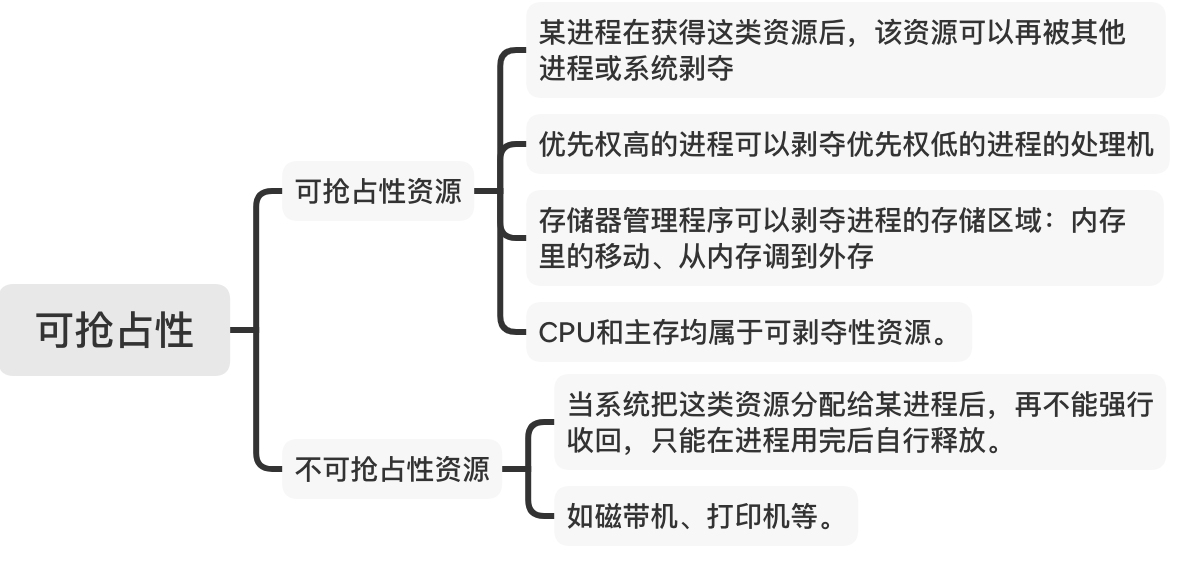 可抢占性
可抢占性资源
某进程在获得这类资源后，该资源可以再被其他
进程或系统剥夺
优先权高的进程可以剥夺优先权低的进程的处理机
存储器管理程序可以剥夺进程的存储区域：内存
里的移动、从内存调到外存
CPU和主存均属于可剥夺性资源。
不可抢占性资源
当系统把这类资源分配给某进程后，再不能强行
收回，只能在进程用完后自行释放。
如磁带机、打印机等。